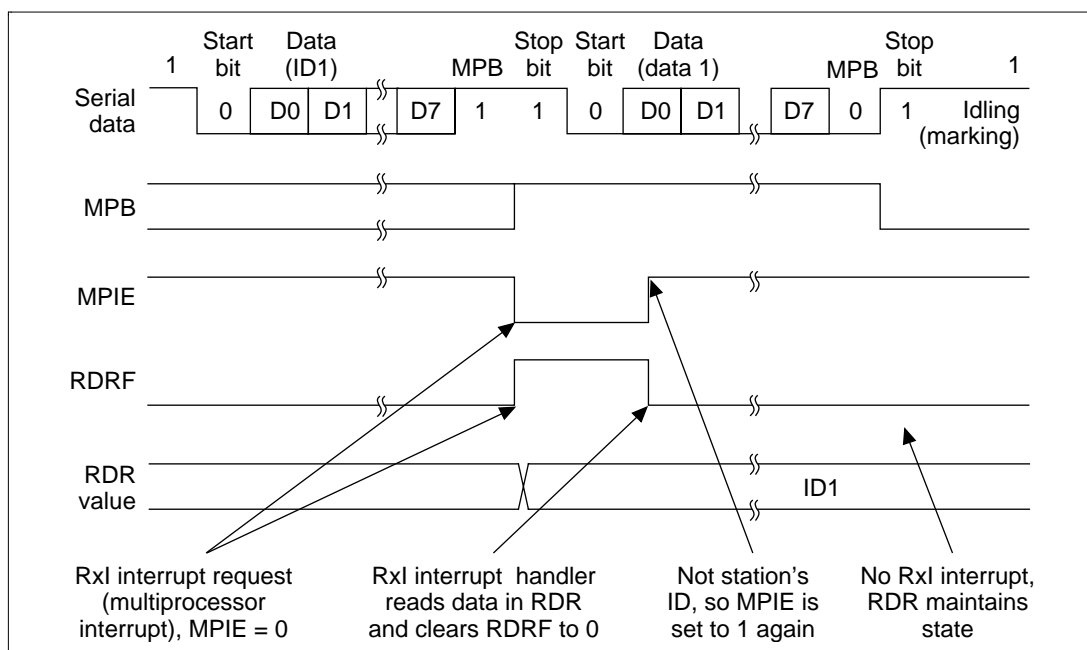 1 Start bit Data (ID1) MPB Stop bit Start bit Data (data 1) MPB Stop bit 1
Serial data 0 D0 D1 D7 1 1 0 D0 D1 D7 0 1 Idling (marking)
MPB
MPIE
RDRF
RDR value ID1
RxI interrupt request
(multiprocessor
interrupt), MPIE = 0
RxI interrupt handler
reads data in RDR
and clears RDRF to 0
Not station's
ID, so MPIE is
set to 1 again
No RxI interrupt,
RDR maintains
state